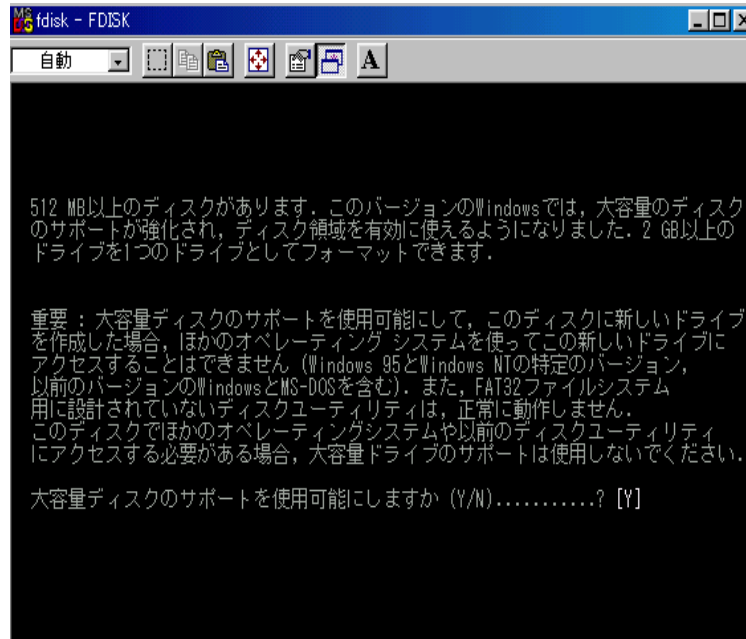 fdisk - FDISK
自動
A
512 MB以上のディスクがあります. このバージョンのWindowsでは, 大容量のディスク
のサポートが強化され, ディスク領域を有効に使えるようになりました. 2 GB以上の
ドライブを1つのドライブとしてフォーマットできます.
重要 : 大容量ディスクのサポートを使用可能にして, このディスクに新しいドライブ
を作成した場合, ほかのオペレーティング システムを使ってこの新しいドライブに
アクセスすることはできません (Windows 95とWindows NTの特定のバージョン,
以前のバージョンのWindowsとMS-DOSを含む). また, FAT32ファイルシステム
用に設計されていないディスクユーティリティは, 正常に動作しません.
このディスクでほかのオペレーティングシステムや以前のディスクユーティリティ
にアクセスする必要がある場合, 大容量ドライブのサポートは使用しないでください.
大容量ディスクのサポートを使用可能にしますか (Y/N)...........? [Y]